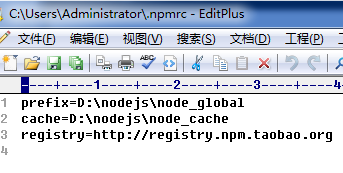 C:\Users\Administrator\.npmrc - EditPlus
文件(F) 编辑(E) 视图(V) 搜索(S) 文档(D) 工程(P)
----+----1----+----2----+----3----+----4
1 prefix=D:\nodejs\node_global
2 cache=D:\nodejs\node_cache
3 registry=http://registry.npm.taobao.org
4